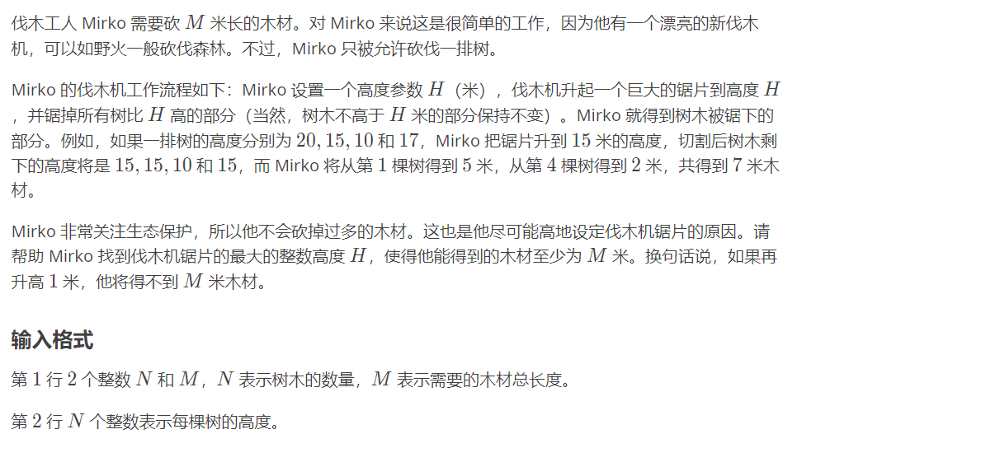 伐木工人 Mirko 需要砍 M 米长的木材。对 Mirko 来说这是很简单的工作，因为他有一个漂亮的新伐木
机，可以如野火一般砍伐森林。不过，Mirko 只被允许砍伐一排树。
Mirko 的伐木机工作流程如下：Mirko 设置一个高度参数 H（米），伐木机升起一个巨大的锯片到高度 H
，并锯掉所有树比 H 高的部分（当然，树木不高于 H 米的部分保持不变）。Mirko 就得到树木被锯下的
部分。例如，如果一排树的高度分别为 20, 15, 10 和 17，Mirko 把锯片升到 15 米的高度，切割后树木剩
下的高度将是 15, 15, 10 和 15，而 Mirko 将从第 1 棵树得到 5 米，从第 4 棵树得到 2 米，共得到 7 米木
材。
Mirko 非常关注生态保护，所以他不会砍掉过多的木材。这也是他尽可能高地设定伐木机锯片的原因。请
帮助 Mirko 找到伐木机锯片的最大的整数高度 H，使得他能得到的木材至少为 M 米。换句话说，如果再
升高 1 米，他将得不到 M 米木材。
输入格式
第 1 行 2 个整数 N 和 M，N 表示树木的数量，M 表示需要的木材总长度。
第 2 行 N 个整数表示每棵树的高度。